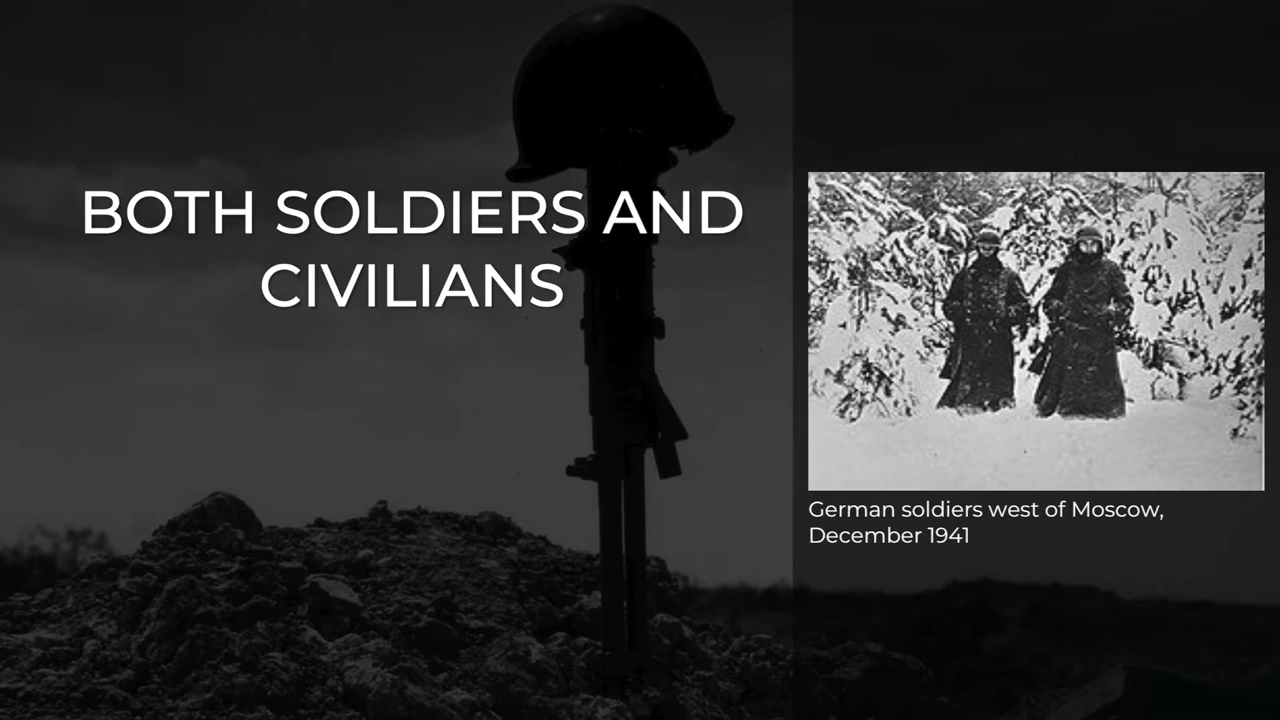 BOTH SOLDIERS AND
CIVILIANS
German soldiers west of Moscow,
December 1941